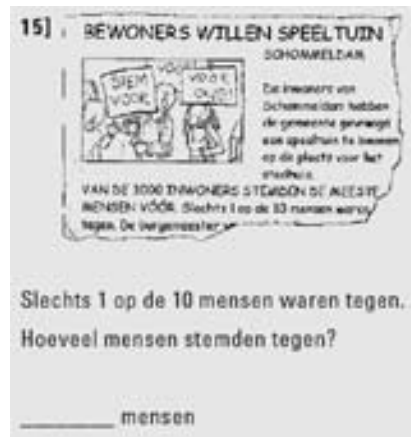 15]
BEWONERS WILLEN SPEELTUIN
SCHOMMELDAM
STEM
VOOR
VOOR
De inwoners van
Schommeldam hebben
de gemeente gevraagd
een speeltuin te bouwen
op de plaats voor het
stadhuis.
VAN DE 3000 INWONERS STEMDEN DE MEESTE
MENSEN VÓÓR. Slechts 1 op de 10 mensen waren
tegen. De burgemeester
Slechts 1 op de 10 mensen waren tegen.
Hoeveel mensen stemden tegen?
________ mensen